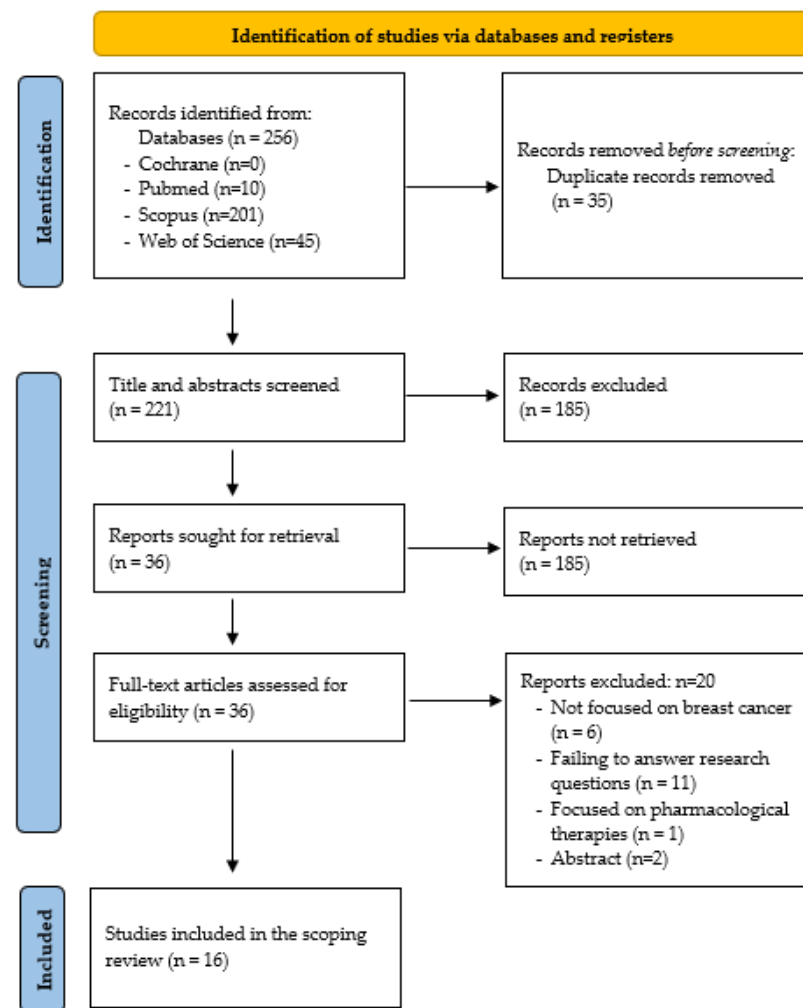 Identification of studies via databases and registers
Identification
Records identified from:
Databases (n = 256)
- Cochrane (n=0)
- Pubmed (n=10)
- Scopus (n=201)
- Web of Science (n=45)
Records removed before screening:
Duplicate records removed
(n = 35)
Screening
Title and abstracts screened
(n = 221)
Records excluded
(n = 185)
Reports sought for retrieval
(n = 36)
Reports not retrieved
(n = 185)
Full-text articles assessed for
eligibility (n = 36)
Reports excluded: n=20
- Not focused on breast cancer
(n = 6)
- Failing to answer research
questions (n = 11)
- Focused on pharmacological
therapies (n = 1)
- Abstract (n=2)
Included
Studies included in the scoping
review (n = 16)